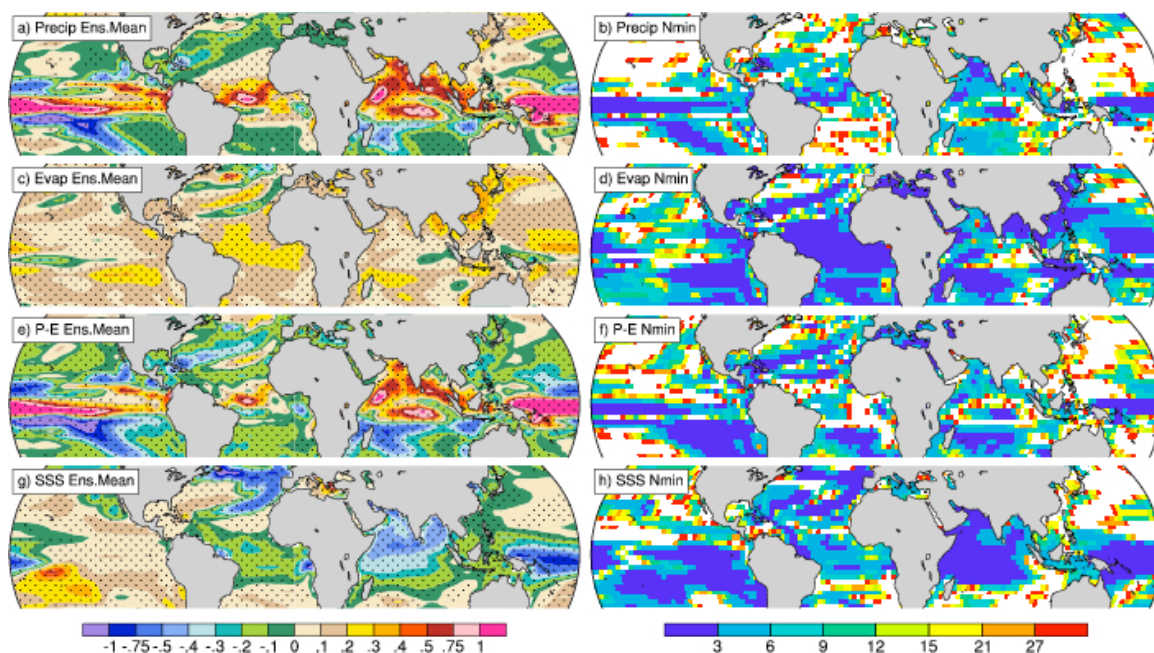 a) Precip Ens.Mean
b) Precip Nmin
c) Evap Ens.Mean
d) Evap Nmin
e) P-E Ens.Mean
f) P-E Nmin
g) SSS Ens.Mean
h) SSS Nmin
-1 -.75 -.5 -.4 -.3 -.2 -.1 0 .1 .2 .3 .4 .5 .75 1
3 6 9 12 15 21 27